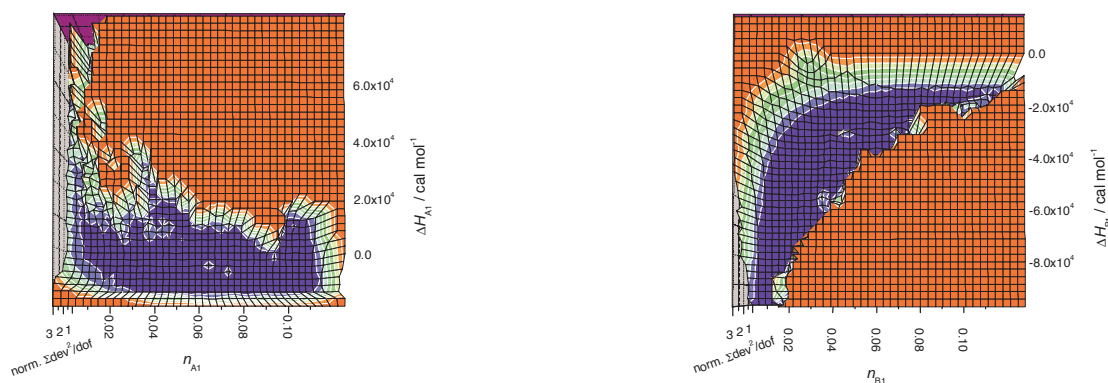 6.0x10⁴
4.0x10⁴
2.0x10⁴
0.0
ΔH_A1 / cal mol⁻¹
3 2 1
0.02
0.04
0.06
0.08
0.10
norm. Σdev²/dof
n_A1
0.0
-2.0x10⁴
-4.0x10⁴
-6.0x10⁴
-8.0x10⁴
/ cal mol⁻¹
3 2 1
0.02
0.04
0.06
0.08
0.10
norm. Σdev²/dof
n_B1